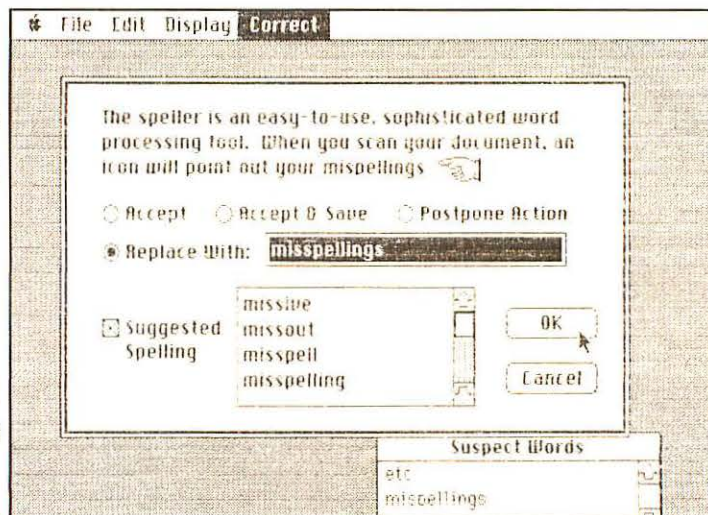 File Edit Display Correct
The speller is an easy-to-use, sophisticated word
processing tool. When you scan your document, an
icon will point out your mispellings
Accept Accept & Save Postpone Action
Replace With: misspellings
Suggested
Spelling
missive
missout
misspell
misspelling
OK
Cancel
Suspect Words
etc
mispellings